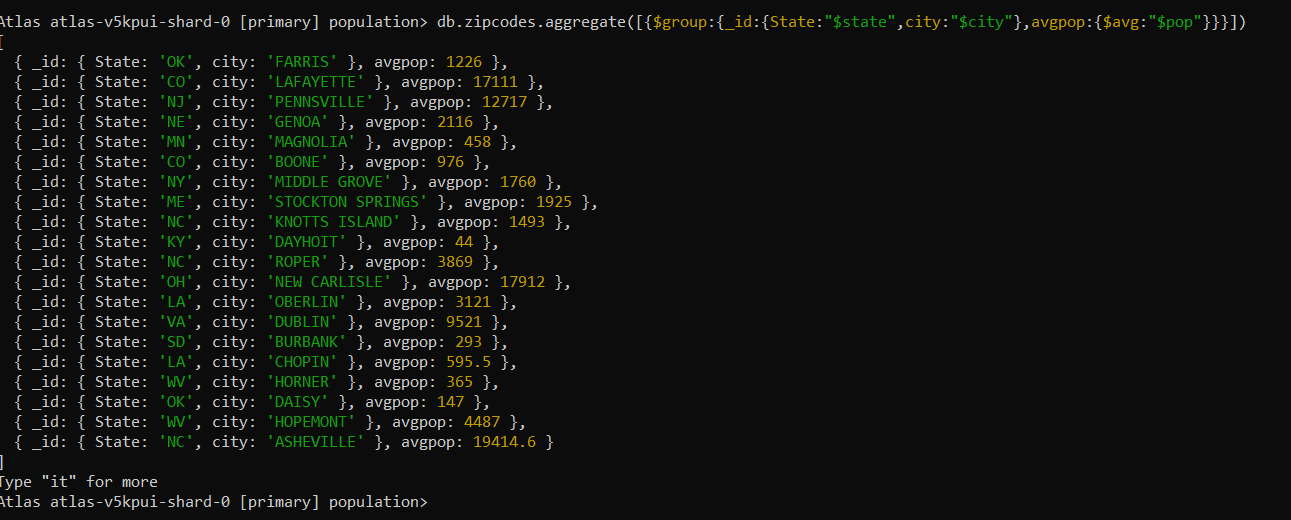 Atlas atlas-v5kpui-shard-0 [primary] population> db.zipcodes.aggregate([{$group:{_id:{State:"$state",city:"$city"},avgpop:{$avg:"$pop"}}}])
[
  { _id: { State: 'OK', city: 'FARRIS' }, avgpop: 1226 },
  { _id: { State: 'CO', city: 'LAFAYETTE' }, avgpop: 17111 },
  { _id: { State: 'NJ', city: 'PENNSVILLE' }, avgpop: 12717 },
  { _id: { State: 'NE', city: 'GENOA' }, avgpop: 2116 },
  { _id: { State: 'MN', city: 'MAGNOLIA' }, avgpop: 458 },
  { _id: { State: 'CO', city: 'BOONE' }, avgpop: 976 },
  { _id: { State: 'NY', city: 'MIDDLE GROVE' }, avgpop: 1760 },
  { _id: { State: 'ME', city: 'STOCKTON SPRINGS' }, avgpop: 1925 },
  { _id: { State: 'NC', city: 'KNOTTS ISLAND' }, avgpop: 1493 },
  { _id: { State: 'KY', city: 'DAYHOIT' }, avgpop: 44 },
  { _id: { State: 'NC', city: 'ROPER' }, avgpop: 3869 },
  { _id: { State: 'OH', city: 'NEW CARLISLE' }, avgpop: 17912 },
  { _id: { State: 'LA', city: 'OBERLIN' }, avgpop: 3121 },
  { _id: { State: 'VA', city: 'DUBLIN' }, avgpop: 9521 },
  { _id: { State: 'SD', city: 'BURBANK' }, avgpop: 293 },
  { _id: { State: 'LA', city: 'CHOPIN' }, avgpop: 595.5 },
  { _id: { State: 'WV', city: 'HORNER' }, avgpop: 365 },
  { _id: { State: 'OK', city: 'DAISY' }, avgpop: 147 },
  { _id: { State: 'WV', city: 'HOPEMONT' }, avgpop: 4487 },
  { _id: { State: 'NC', city: 'ASHEVILLE' }, avgpop: 19414.6 }
]
Type "it" for more
Atlas atlas-v5kpui-shard-0 [primary] population>